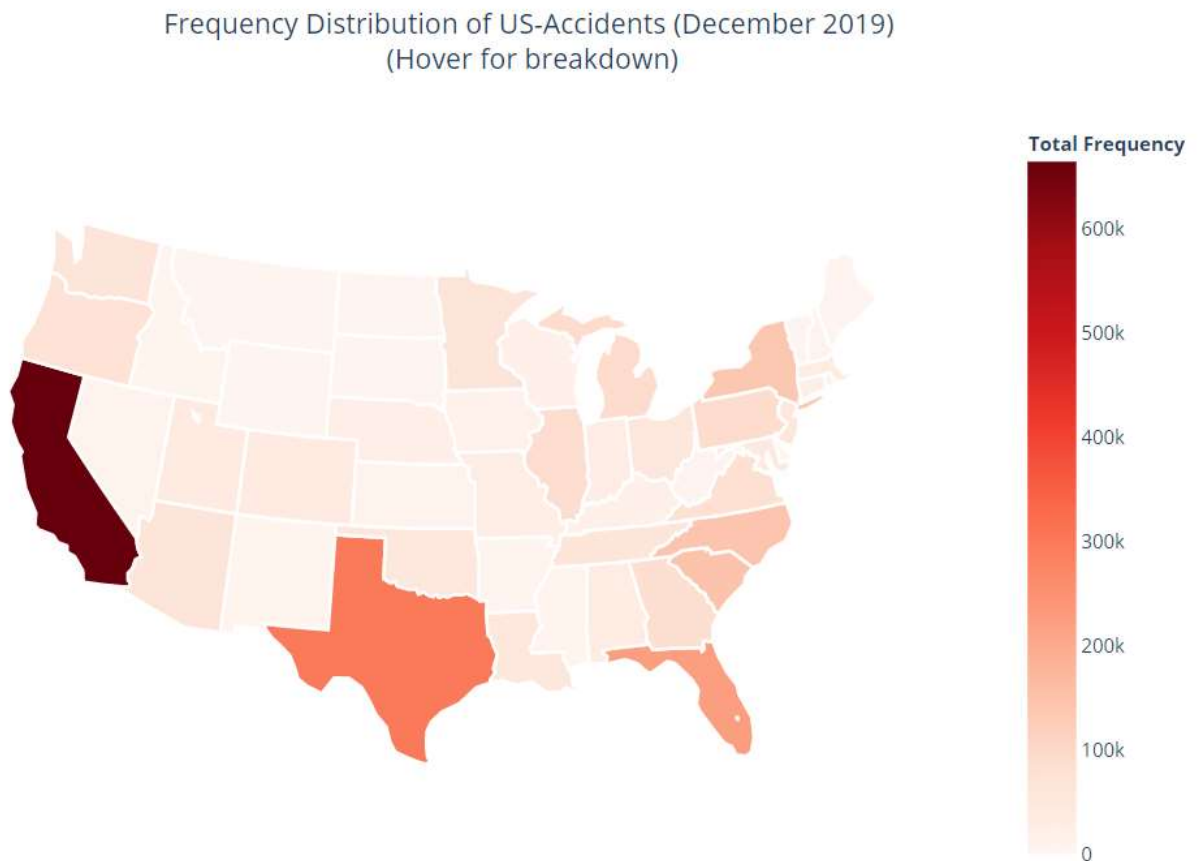 Frequency Distribution of US-Accidents (December 2019)
(Hover for breakdown)
Total Frequency
600k
500k
400k
300k
200k
100k
0